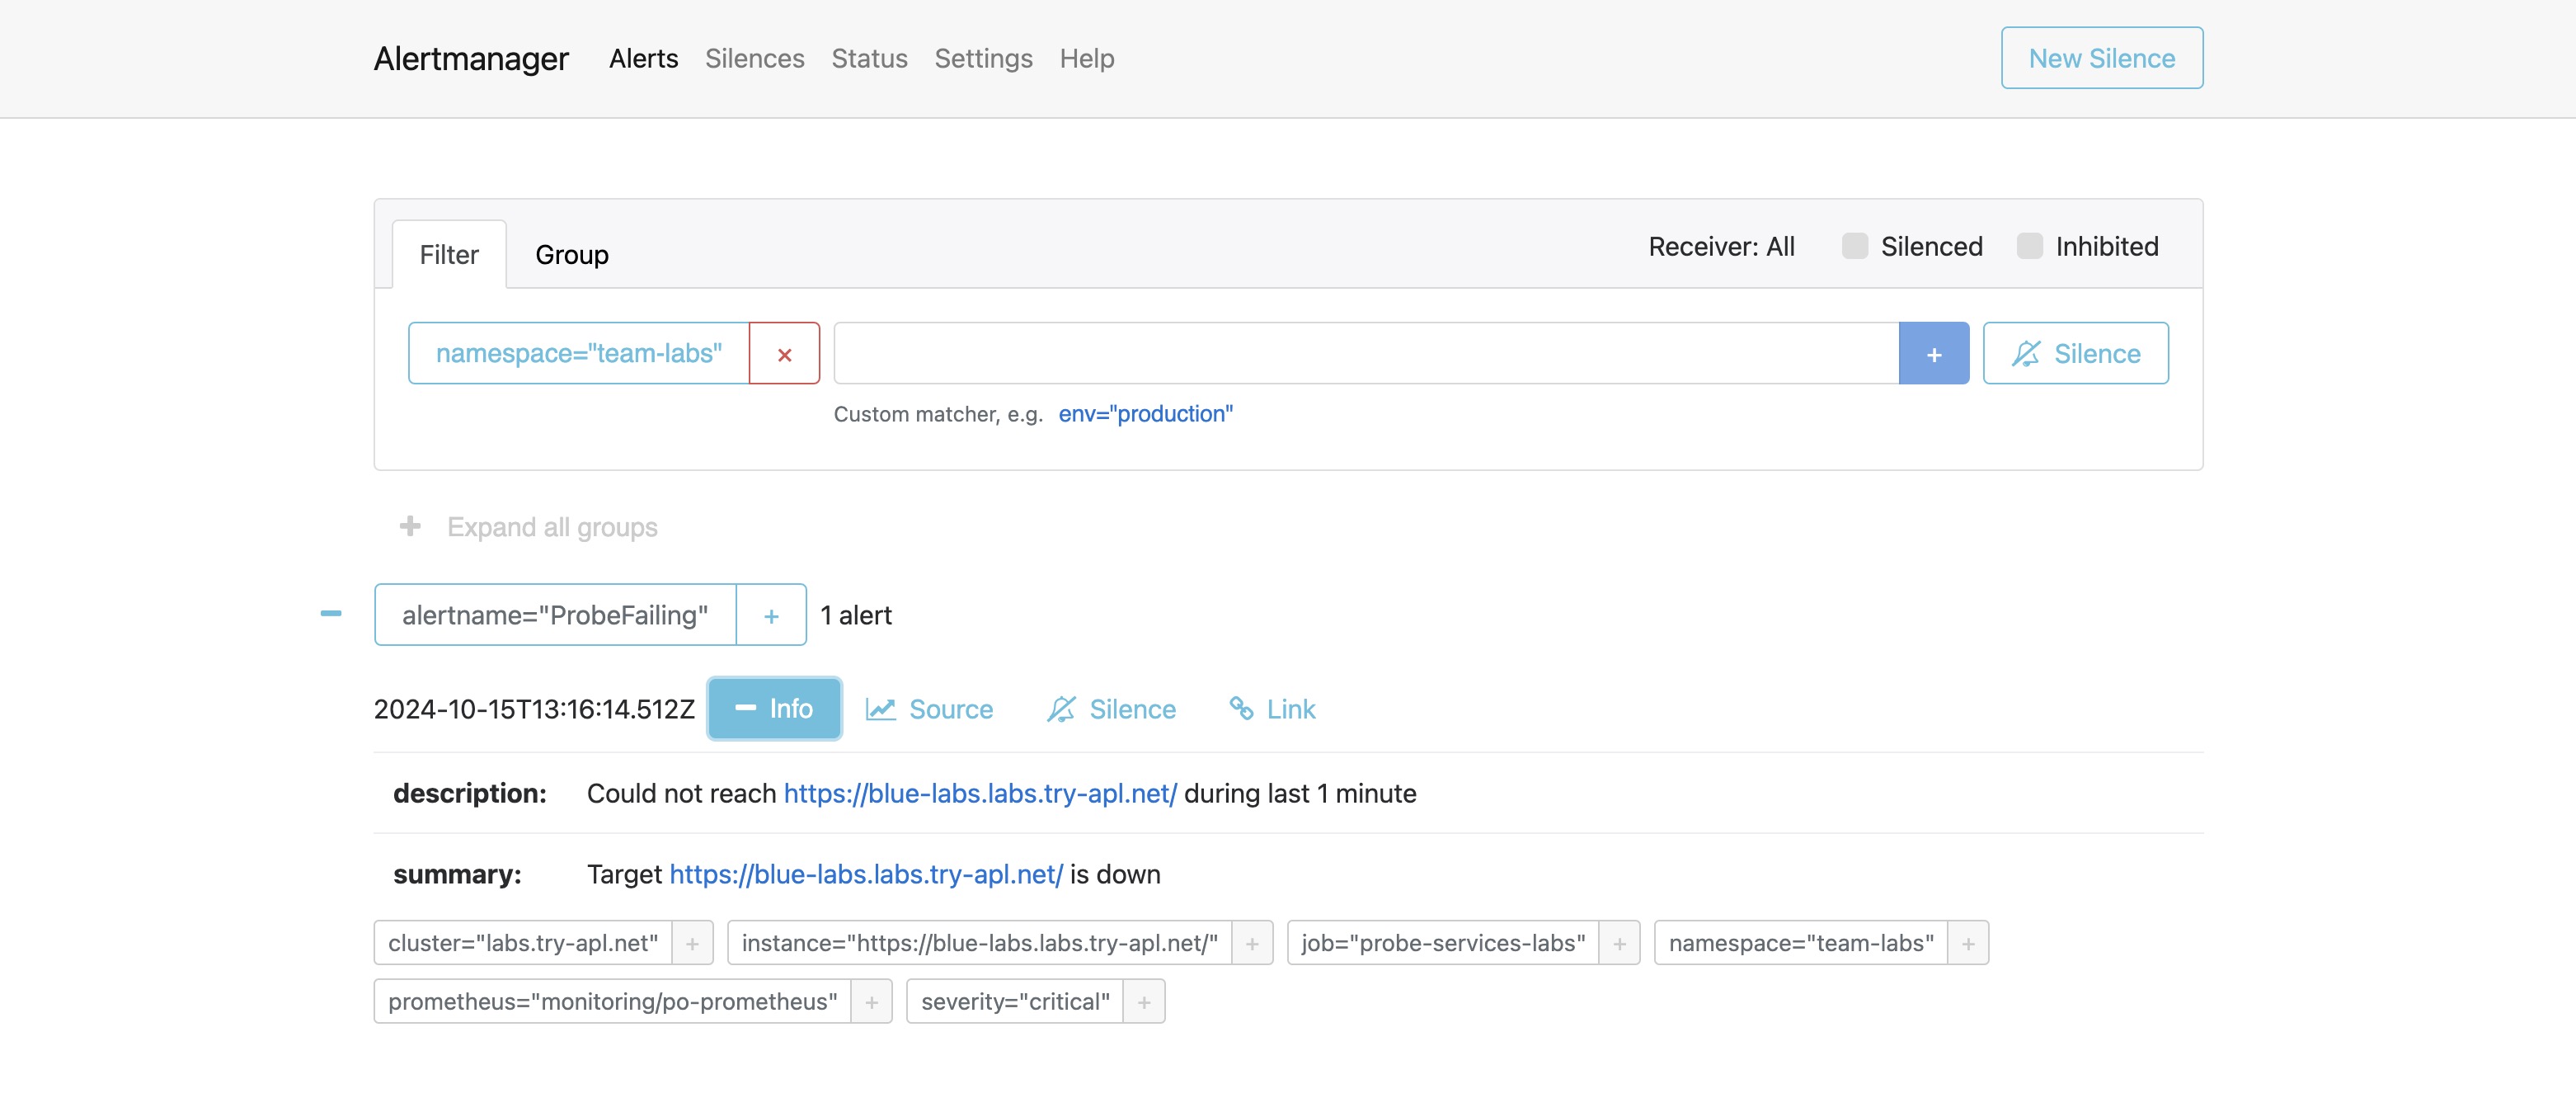 Alertmanager Alerts Silences Status Settings Help New Silence
Filter Group Receiver: All Silenced Inhibited
namespace="team-labs" × + Silence
Custom matcher, e.g. env="production"
+ Expand all groups
alertname="ProbeFailing" + 1 alert
2024-10-15T13:16:14.512Z Info Source Silence Link
description: Could not reach https://blue-labs.labs.try-apl.net/ during last 1 minute
summary: Target https://blue-labs.labs.try-apl.net/ is down
cluster="labs.try-apl.net" + instance="https://blue-labs.labs.try-apl.net/" + job="probe-services-labs" + namespace="team-labs" +
prometheus="monitoring/po-prometheus" + severity="critical" +